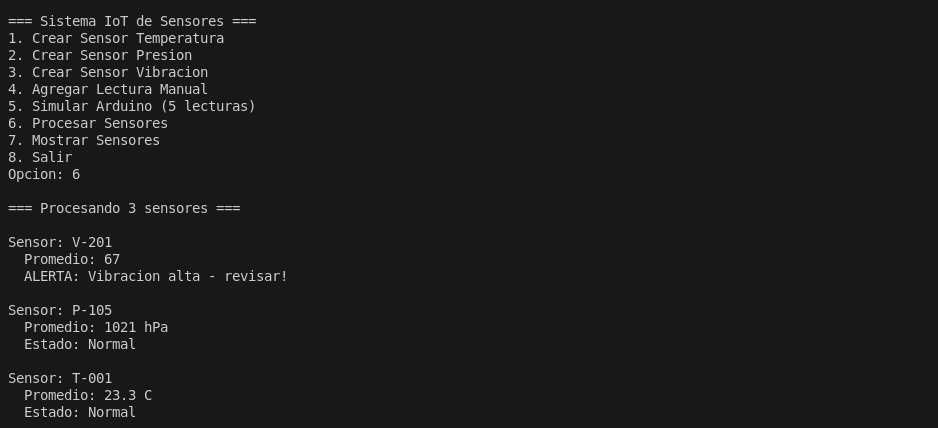 === Sistema IoT de Sensores ===
1. Crear Sensor Temperatura
2. Crear Sensor Presion
3. Crear Sensor Vibracion
4. Agregar Lectura Manual
5. Simular Arduino (5 lecturas)
6. Procesar Sensores
7. Mostrar Sensores
8. Salir
Opcion: 6
=== Procesando 3 sensores ===
Sensor: V-201
Promedio: 67
ALERTA: Vibracion alta - revisar!
Sensor: P-105
Promedio: 1021 hPa
Estado: Normal
Sensor: T-001
Promedio: 23.3 C
Estado: Normal